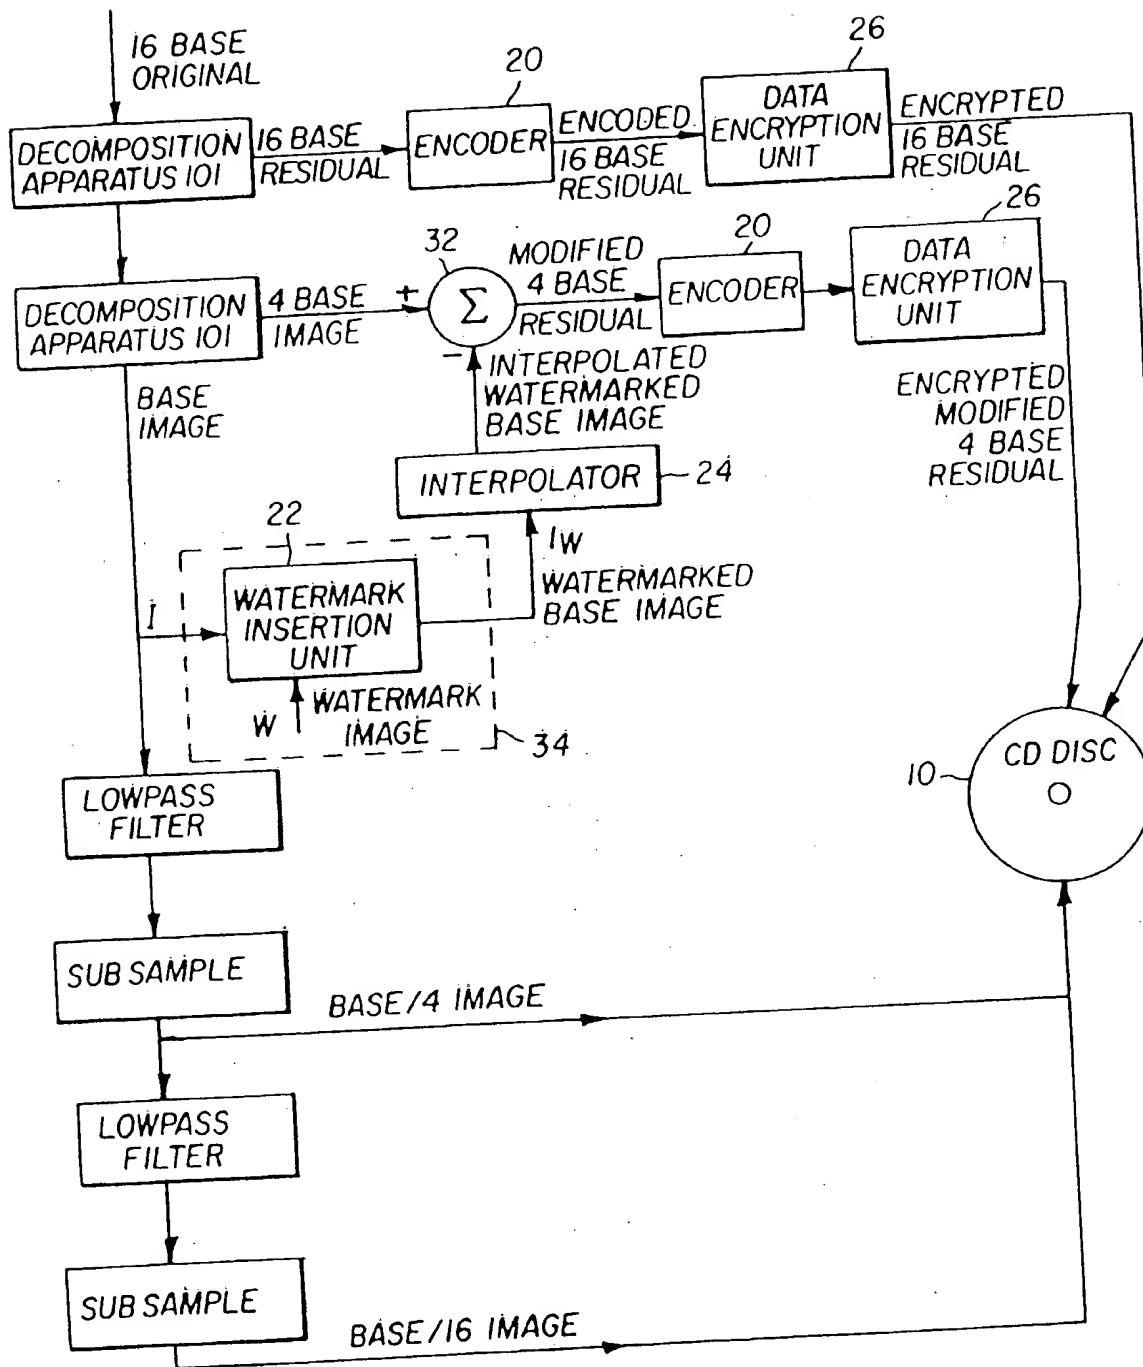 16 BASE
ORIGINAL
DECOMPOSITION
APPARATUS 101
16 BASE
RESIDUAL
20
ENCODER
ENCODED
16 BASE
RESIDUAL
26
DATA
ENCRYPTION
UNIT
ENCRYPTED
16 BASE
RESIDUAL
DECOMPOSITION
APPARATUS 101
4 BASE
IMAGE
32
+
Σ
-
MODIFIED
4 BASE
RESIDUAL
20
ENCODER
26
DATA
ENCRYPTION
UNIT
BASE
IMAGE
INTERPOLATED
WATERMARKED
BASE IMAGE
ENCRYPTED
MODIFIED
4 BASE
RESIDUAL
INTERPOLATOR
24
22
IW
WATERMARKED
BASE IMAGE
I
WATERMARK
INSERTION
UNIT
W
WATERMARK
IMAGE
34
10
CD DISC
LOWPASS
FILTER
SUB SAMPLE
BASE/4 IMAGE
LOWPASS
FILTER
SUB SAMPLE
BASE/16 IMAGE